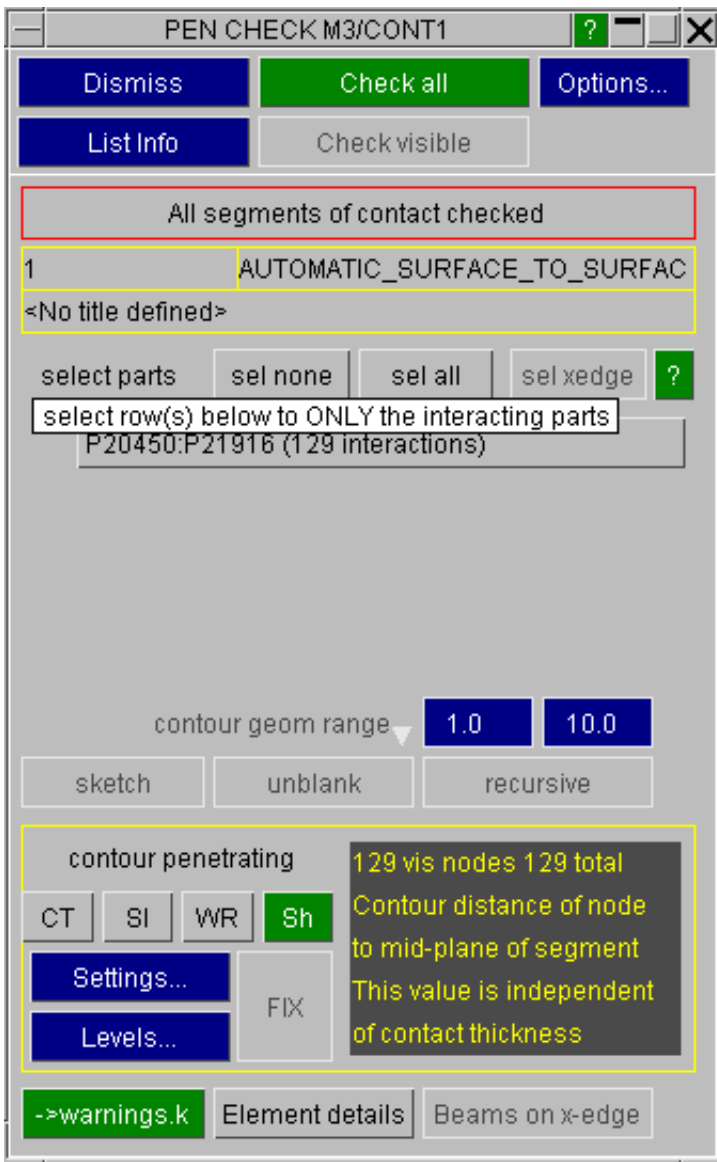 PEN CHECK M3/CONT1 ?
Dismiss Check all Options...
List Info Check visible
All segments of contact checked
1 AUTOMATIC_SURFACE_TO_SURFAC
<No title defined>
select parts sel none sel all sel xedge ?
select row(s) below to ONLY the interacting parts
P20450:P21916 (129 interactions)
contour geom range 1.0 10.0
sketch unblank recursive
contour penetrating
CT SI WR Sh
Settings... FIX
Levels...
129 vis nodes 129 total
Contour distance of node
to mid-plane of segment
This value is independent
of contact thickness
->warnings.k Element details Beams on x-edge